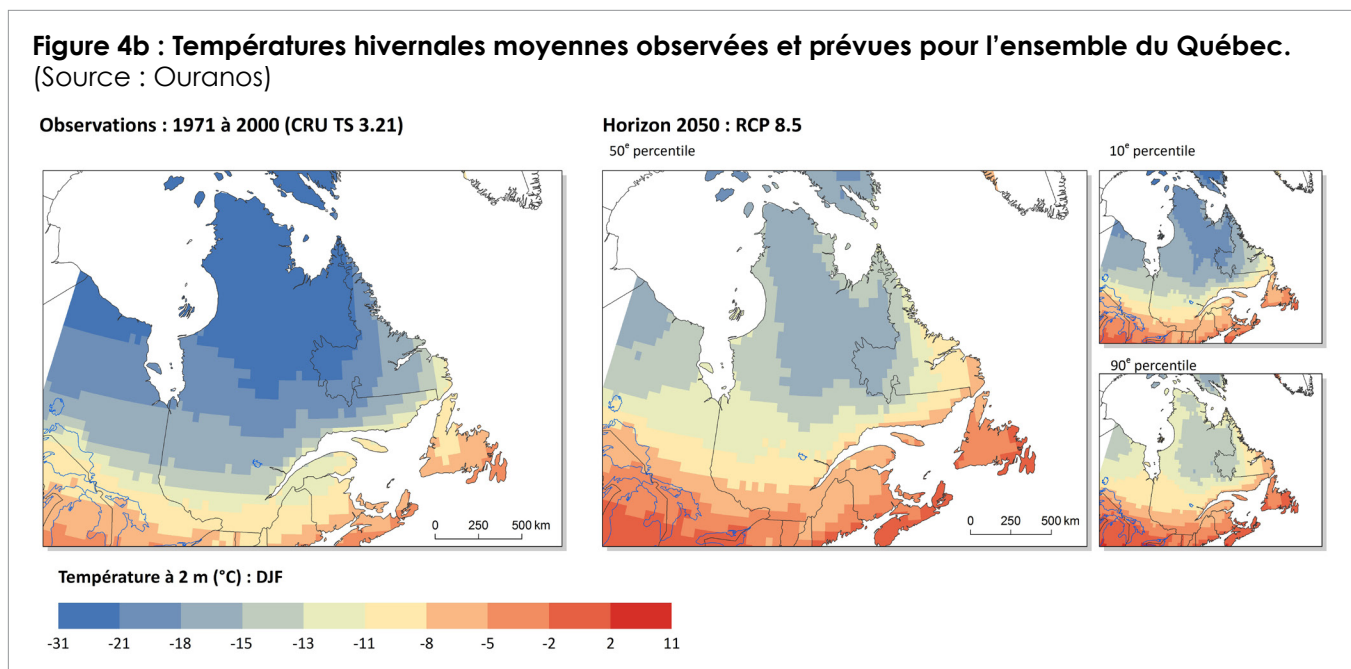 Figure 4b : Températures hivernales moyennes observées et prévues pour l’ensemble du Québec.
(Source : Ouranos)
Observations : 1971 à 2000 (CRU TS 3.21)
Horizon 2050 : RCP 8.5
50e percentile
10e percentile
90e percentile
0 250 500 km
0 250 500 km
Température à 2 m (°C) : DJF
-31 -21 -18 -15 -13 -11 -8 -5 -2 2 11